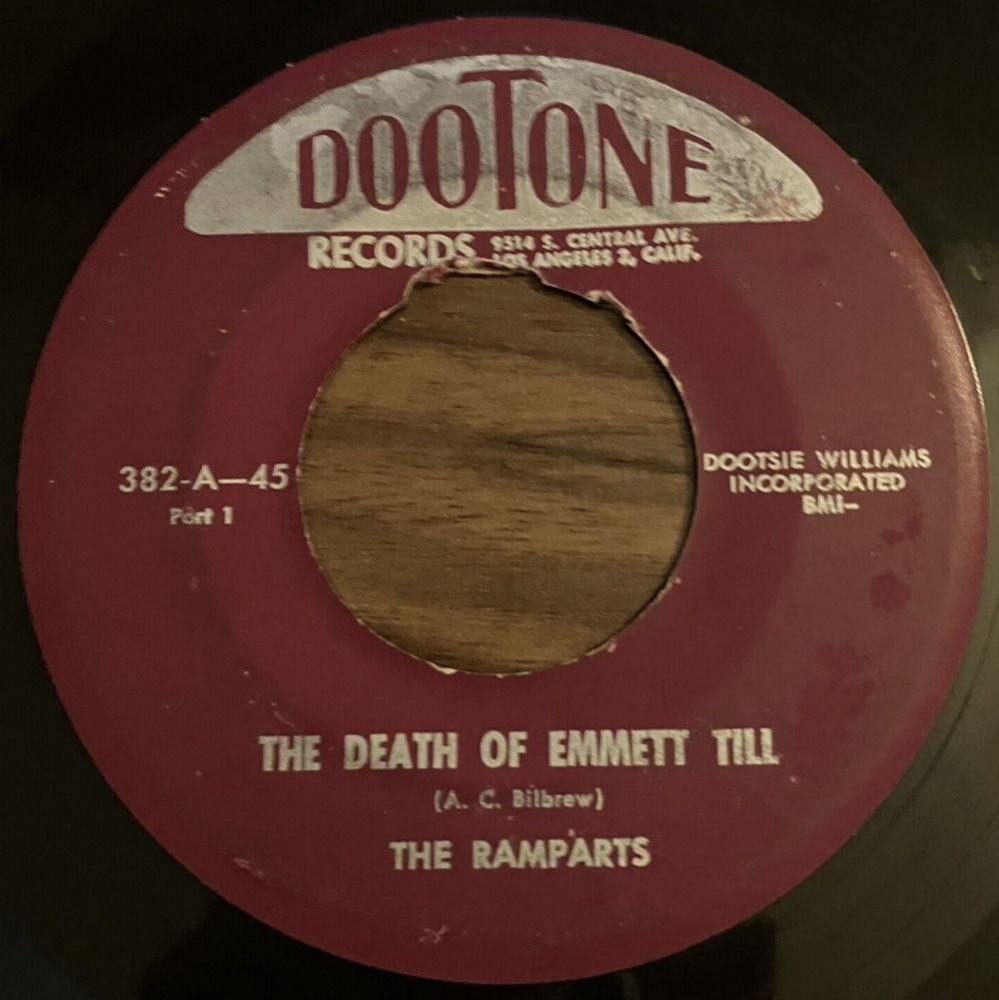 DOOTONE
RECORDS 9514 S. CENTRAL AVE.
LOS ANGELES 2, CALIF.
382-A—45
Part 1
DOOTSIE WILLIAMS
INCORPORATED
BMI—
THE DEATH OF EMMETT TILL
(A. C. Bilbrew)
THE RAMPARTS